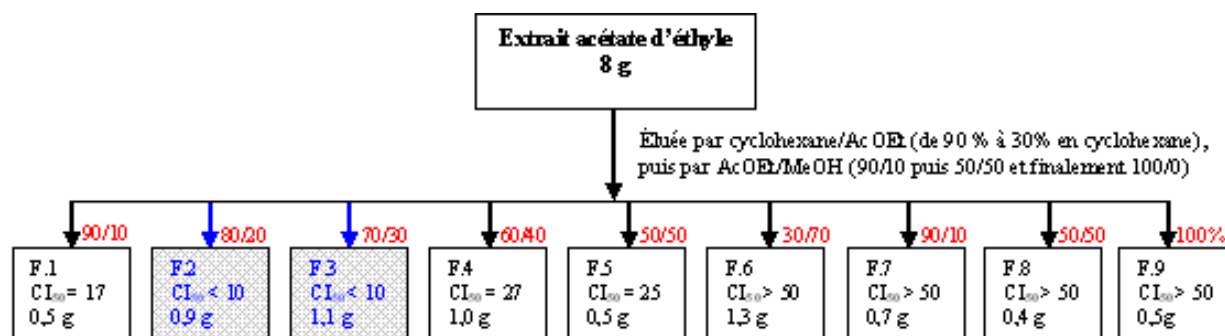 Extrait acétate d'éthyle
8 g
Éluée par cyclohexane/AcOEt (de 90 % à 30% en cyclohexane),
puis par AcOEt/MeOH (90/10 puis 50/50 et finalement 100/0)
90/10 80/20 70/30 60/40 50/50 30/70 90/10 50/50 100%
F.1 F.2 F.3 F.4 F.5 F.6 F.7 F.8 F.9
CI₅₀ = 17 CI₅₀ < 10 CI₅₀ < 10 CI₅₀ = 27 CI₅₀ = 25 CI₅₀ > 50 CI₅₀ > 50 CI₅₀ > 50 CI₅₀ > 50
0,5 g 0,9 g 1,1 g 1,0 g 0,5 g 1,3 g 0,7 g 0,4 g 0,5g